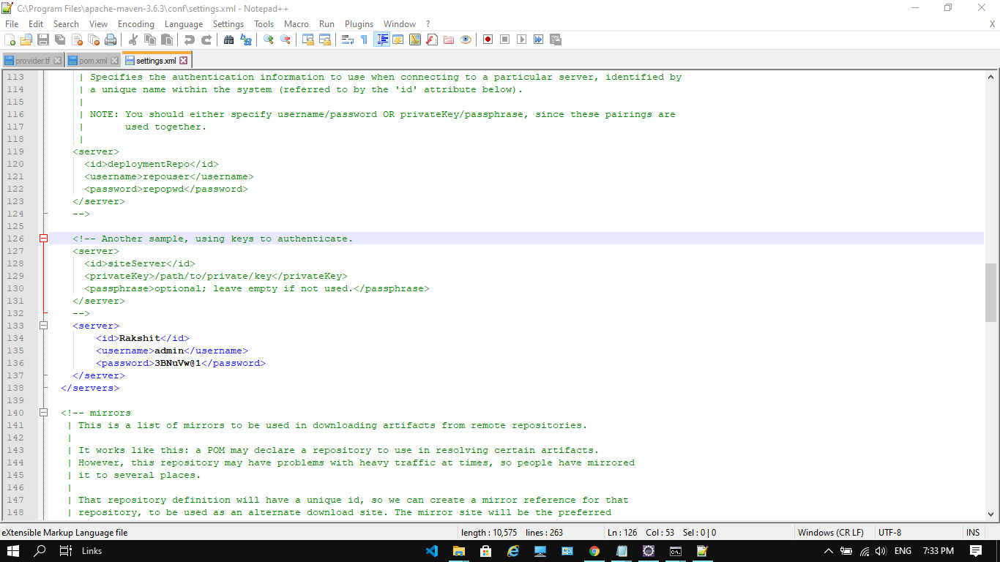 C:\Program Files\apache-maven-3.6.3\conf\settings.xml - Notepad++
File Edit Search View Encoding Language Settings Tools Macro Run Plugins Window ? X
provider.tf pom.xml settings.xml
113 | Specifies the authentication information to use when connecting to a particular server, identified by
114 | a unique name within the system (referred to by the 'id' attribute below).
115 |
116 | NOTE: You should either specify username/password OR privateKey/passphrase, since these pairings are
117 | used together.
118 |
119 <server>
120 <id>deploymentRepo</id>
121 <username>repouser</username>
122 <password>repopwd</password>
123 </server>
124 -->
125
126 <!-- Another sample, using keys to authenticate.
127 <server>
128 <id>siteServer</id>
129 <privateKey>/path/to/private/key</privateKey>
130 <passphrase>optional; leave empty if not used.</passphrase>
131 </server>
132 -->
133 <server>
134 <id>Rakshit</id>
135 <username>admin</username>
136 <password>3BNuVw@1</password>
137 </server>
138 </servers>
139
140 <!-- mirrors
141 | This is a list of mirrors to be used in downloading artifacts from remote repositories.
142 |
143 | It works like this: a POM may declare a repository to use in resolving certain artifacts.
144 | However, this repository may have problems with heavy traffic at times, so people have mirrored
145 | it to several places.
146 |
147 | That repository definition will have a unique id, so we can create a mirror reference for that
148 | repository, to be used as an alternate download site. The mirror site will be the preferred
eXtensible Markup Language file length : 10,575 lines : 263 Ln : 126 Col : 53 Sel : 0 | 0 Windows (CR LF) UTF-8 INS
Links ENG 7:33 PM